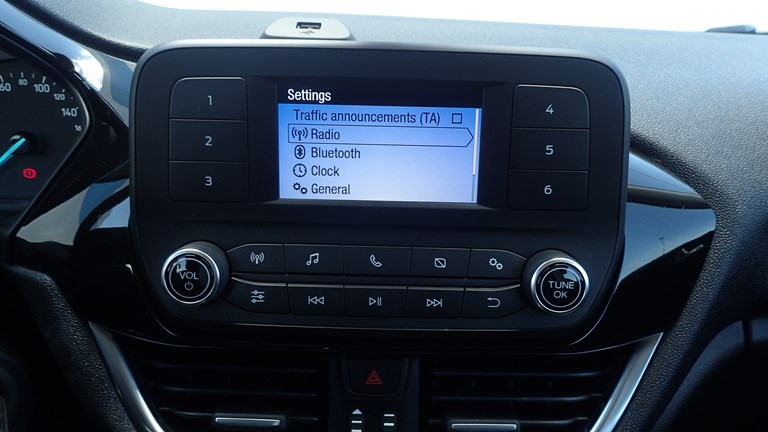 60 80 100 120 140 16
Settings
Traffic announcements (TA)
Radio
Bluetooth
Clock
General
1
2
3
4
5
6
VOL
TUNE
OK